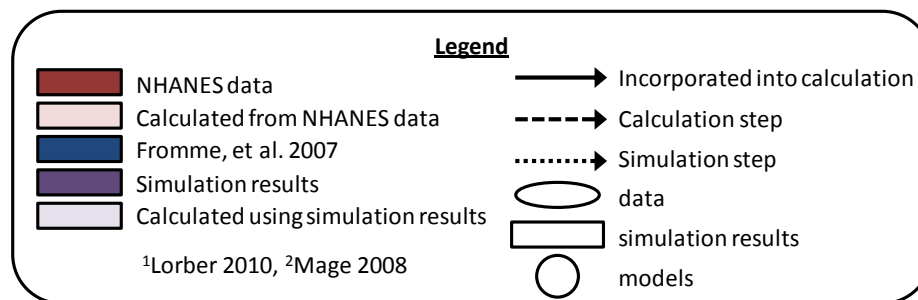 Legend
NHANES data
Calculated from NHANES data
Fromme, et al. 2007
Simulation results
Calculated using simulation results
¹Lorber 2010, ²Mage 2008
Incorporated into calculation
Calculation step
Simulation step
data
simulation results
models